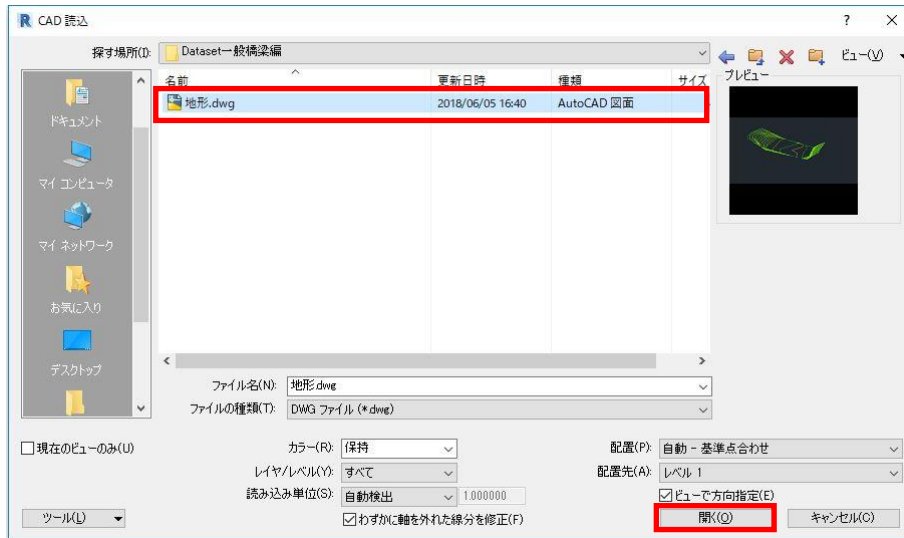 CAD 読込
探す場所(I): Dataset一般橋梁編 ビュー(V)
名前 更新日時 種類 サイズ プレビュー
地形.dwg 2018/06/05 16:40 AutoCAD 図面
ドキュメント
マイ コンピュータ
マイ ネットワーク
お気に入り
デスクトップ
ファイル名(N): 地形.dwg
ファイルの種類(T): DWG ファイル (*.dwg)
現在のビューのみ(U) カラー(R): 保持 配置(P): 自動 - 基準点合わせ
レイヤ/レベル(Y): すべて 配置先(A): レベル 1
読み込み単位(S): 自動検出 1.000000 ビューで方向指定(E)
ツール(L) わずかに軸を外れた線分を修正(F) 開く(O) キャンセル(C)